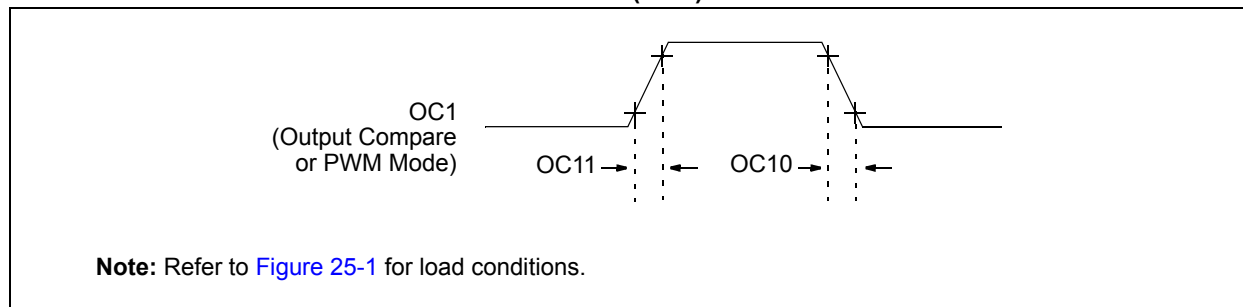 OC1
(Output Compare
or PWM Mode)
OC11
OC10
Note: Refer to Figure 25-1 for load conditions.